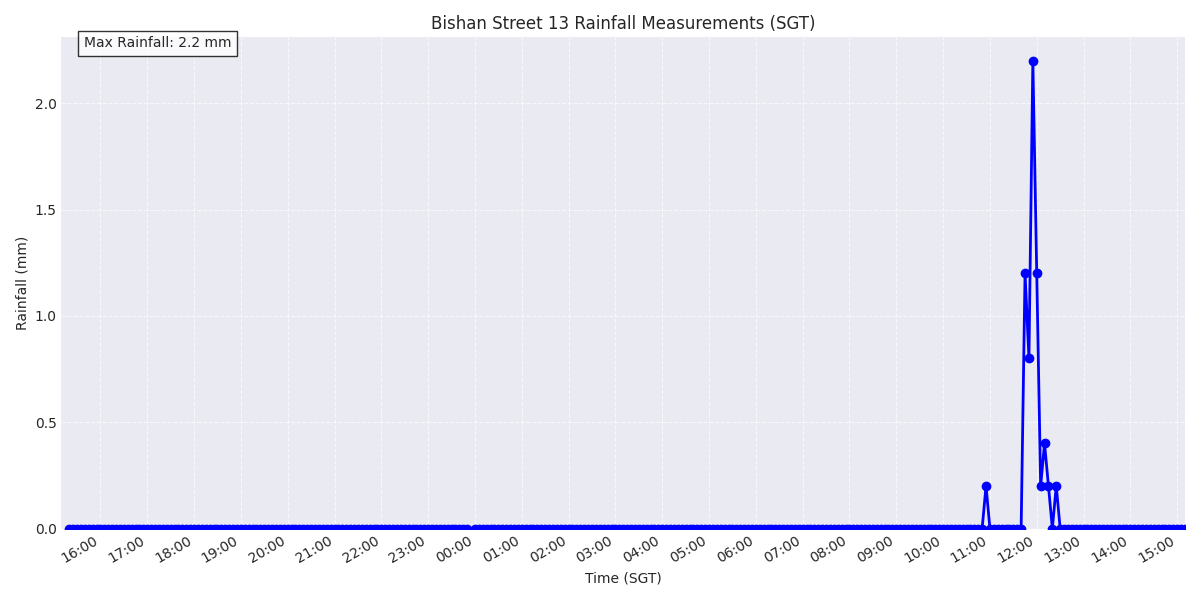 Bishan Street 13 Rainfall Measurements (SGT)
Max Rainfall: 2.2 mm
Rainfall (mm)
2.0
1.5
1.0
0.5
0.0
16:00 17:00 18:00 19:00 20:00 21:00 22:00 23:00 00:00 01:00 02:00 03:00 04:00 05:00 06:00 07:00 08:00 09:00 10:00 11:00 12:00 13:00 14:00 15:00
Time (SGT)